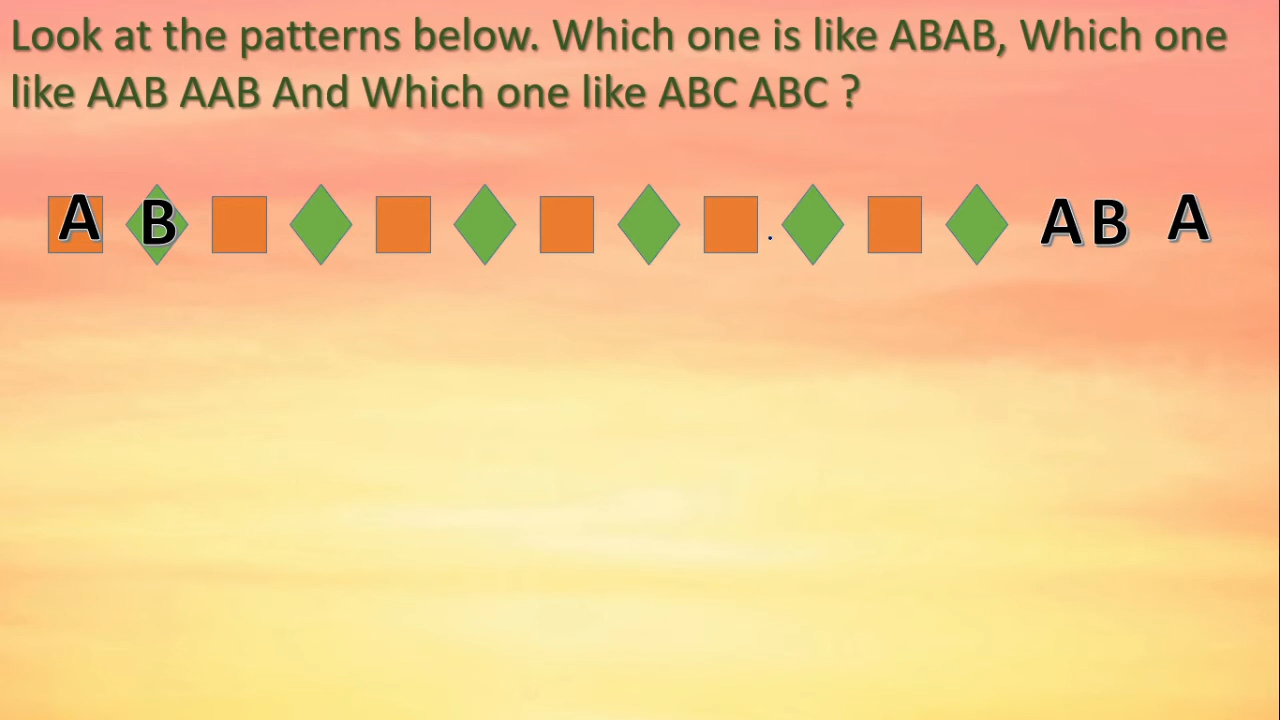 Look at the patterns below. Which one is like ABAB, Which one
like AAB AAB And Which one like ABC ABC ?
A B AB A